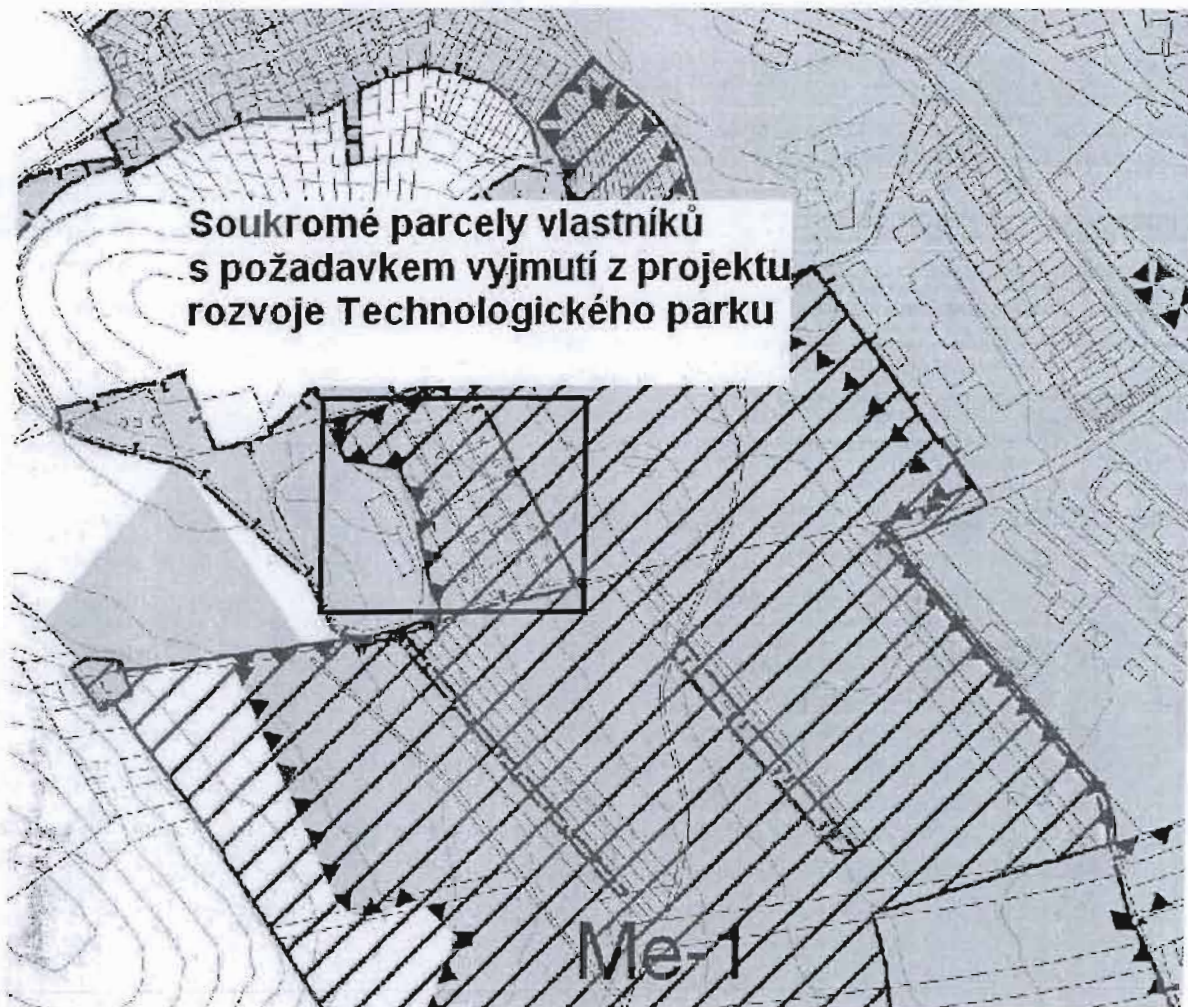 Soukromé parcely vlastníků
s požadavkem vyjmutí z projektu
rozvoje Technologického parku
Me-1